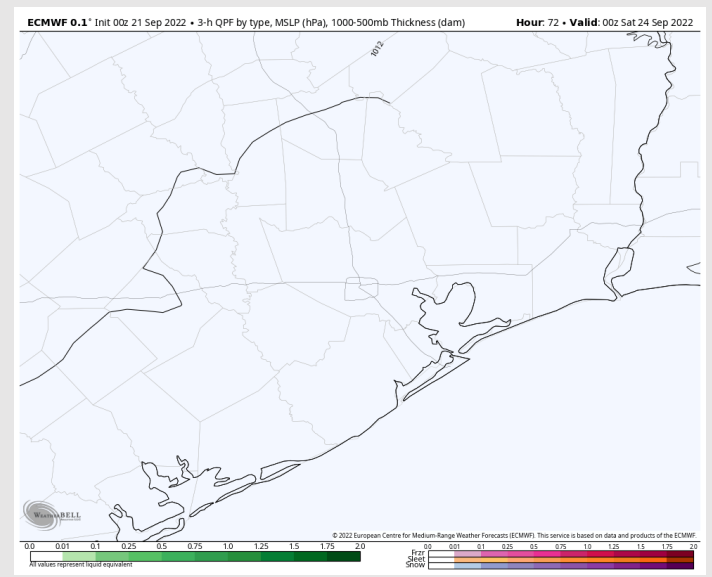 ECMWF 0.1° Init 00z 21 Sep 2022 • 3-h QPF by type, MSLP (hPa), 1000-500mb Thickness (dam) Hour: 72 • Valid: 00z Sat 24 Sep 2022
1012
WeatherBELL
© 2022 European Centre for Medium-Range Weather Forecasts (ECMWF). This service is based on data and products of the ECMWF.
0.0 0.01 0.1 0.25 0.5 0.75 1.0 1.25 1.5 1.75 2.0
All values represent liquid equivalent
0.0 0.01 0.1 0.25 0.5 0.75 1.0 1.25 1.5 1.75 2.0
Frzr
Sleet
Snow